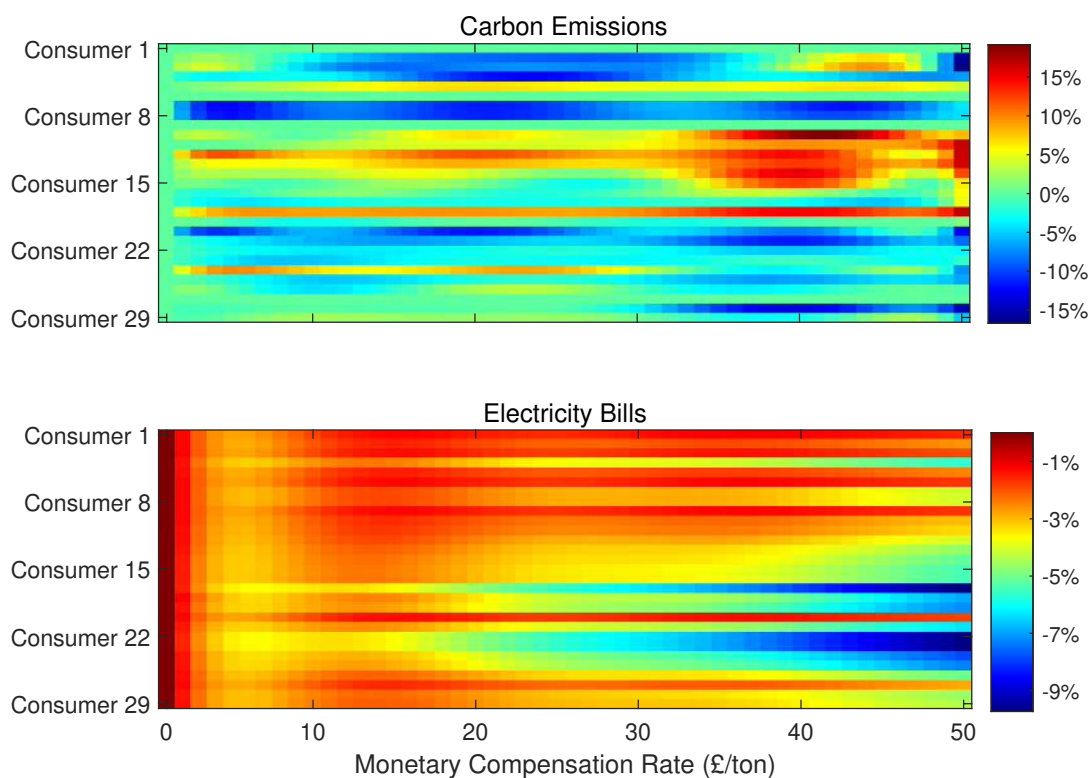 Carbon Emissions
Consumer 1
Consumer 8
Consumer 15
Consumer 22
Consumer 29
15%
10%
5%
0%
-5%
-10%
-15%
Electricity Bills
Consumer 1
Consumer 8
Consumer 15
Consumer 22
Consumer 29
-1%
-3%
-5%
-7%
-9%
0 10 20 30 40 50
Monetary Compensation Rate (£/ton)